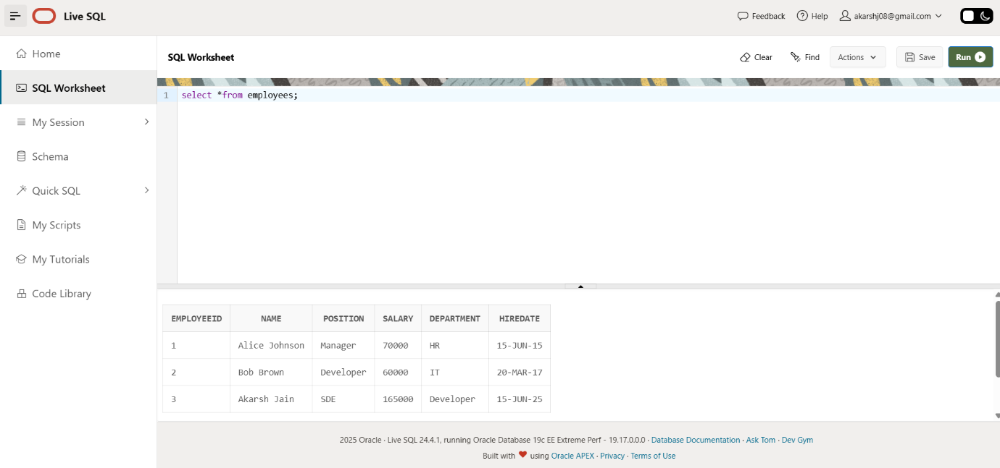 Live SQL
Feedback Help akarshj08@gmail.com
Home
SQL Worksheet
My Session
Schema
Quick SQL
My Scripts
My Tutorials
Code Library
SQL Worksheet
Clear Find Actions Save Run
1 select *from employees;
EMPLOYEEID NAME POSITION SALARY DEPARTMENT HIREDATE
1 Alice Johnson Manager 70000 HR 15-JUN-15
2 Bob Brown Developer 60000 IT 20-MAR-17
3 Akarsh Jain SDE 165000 Developer 15-JUN-25
2025 Oracle · Live SQL 24.4.1, running Oracle Database 19c EE Extreme Perf - 19.17.0.0.0 · Database Documentation · Ask Tom · Dev Gym
Built with ❤ using Oracle APEX · Privacy · Terms of Use